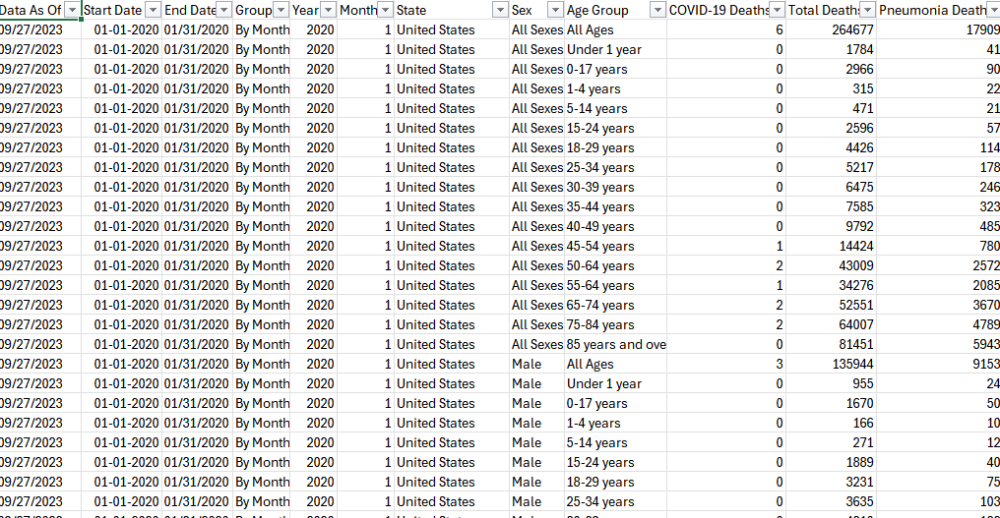 Data As Of Start Date End Date Group Year Month State Sex Age Group COVID-19 Deaths Total Deaths Pneumonia Death
09/27/2023 01-01-2020 01/31/2020 By Month 2020 1 United States All Sexes All Ages 6 264677 17909
09/27/2023 01-01-2020 01/31/2020 By Month 2020 1 United States All Sexes Under 1 year 0 1784 41
09/27/2023 01-01-2020 01/31/2020 By Month 2020 1 United States All Sexes 0-17 years 0 2966 90
09/27/2023 01-01-2020 01/31/2020 By Month 2020 1 United States All Sexes 1-4 years 0 315 22
09/27/2023 01-01-2020 01/31/2020 By Month 2020 1 United States All Sexes 5-14 years 0 471 21
09/27/2023 01-01-2020 01/31/2020 By Month 2020 1 United States All Sexes 15-24 years 0 2596 57
09/27/2023 01-01-2020 01/31/2020 By Month 2020 1 United States All Sexes 18-29 years 0 4426 114
09/27/2023 01-01-2020 01/31/2020 By Month 2020 1 United States All Sexes 25-34 years 0 5217 178
09/27/2023 01-01-2020 01/31/2020 By Month 2020 1 United States All Sexes 30-39 years 0 6475 246
09/27/2023 01-01-2020 01/31/2020 By Month 2020 1 United States All Sexes 35-44 years 0 7585 323
09/27/2023 01-01-2020 01/31/2020 By Month 2020 1 United States All Sexes 40-49 years 0 9792 485
09/27/2023 01-01-2020 01/31/2020 By Month 2020 1 United States All Sexes 45-54 years 1 14424 780
09/27/2023 01-01-2020 01/31/2020 By Month 2020 1 United States All Sexes 50-64 years 2 43009 2572
09/27/2023 01-01-2020 01/31/2020 By Month 2020 1 United States All Sexes 55-64 years 1 34276 2085
09/27/2023 01-01-2020 01/31/2020 By Month 2020 1 United States All Sexes 65-74 years 2 52551 3670
09/27/2023 01-01-2020 01/31/2020 By Month 2020 1 United States All Sexes 75-84 years 2 64007 4789
09/27/2023 01-01-2020 01/31/2020 By Month 2020 1 United States All Sexes 85 years and ove 0 81451 5943
09/27/2023 01-01-2020 01/31/2020 By Month 2020 1 United States Male All Ages 3 135944 9153
09/27/2023 01-01-2020 01/31/2020 By Month 2020 1 United States Male Under 1 year 0 955 24
09/27/2023 01-01-2020 01/31/2020 By Month 2020 1 United States Male 0-17 years 0 1670 50
09/27/2023 01-01-2020 01/31/2020 By Month 2020 1 United States Male 1-4 years 0 166 10
09/27/2023 01-01-2020 01/31/2020 By Month 2020 1 United States Male 5-14 years 0 271 12
09/27/2023 01-01-2020 01/31/2020 By Month 2020 1 United States Male 15-24 years 0 1889 40
09/27/2023 01-01-2020 01/31/2020 By Month 2020 1 United States Male 18-29 years 0 3231 75
09/27/2023 01-01-2020 01/31/2020 By Month 2020 1 United States Male 25-34 years 0 3635 103